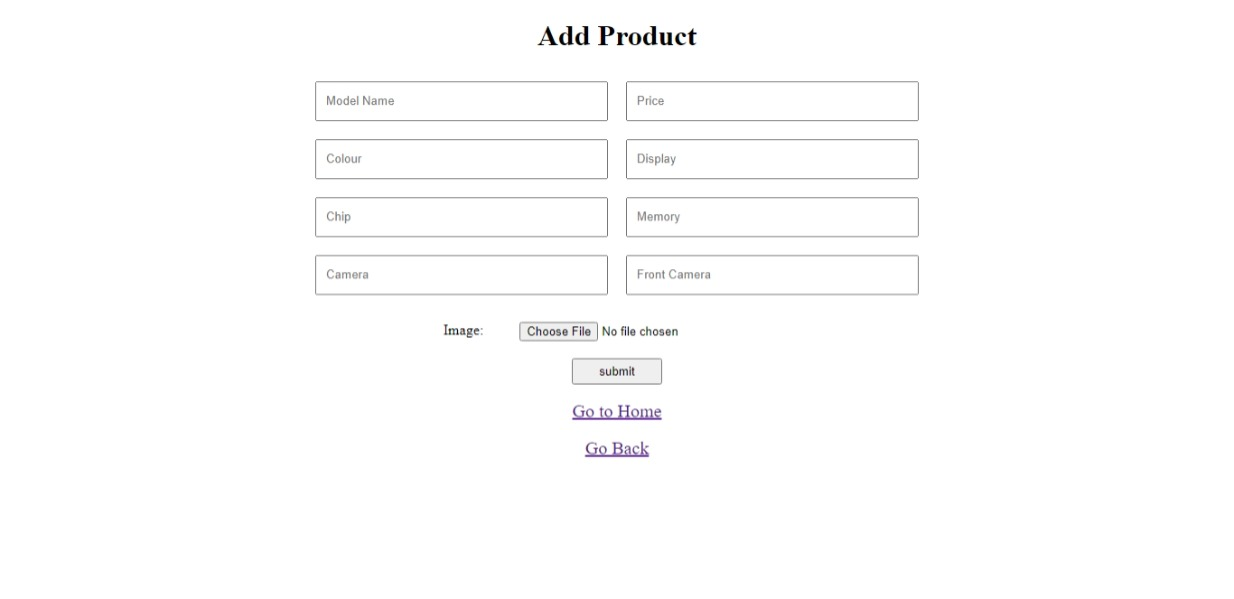 Add Product
Model Name Price
Colour Display
Chip Memory
Camera Front Camera
Image: Choose File No file chosen
submit
Go to Home
Go Back